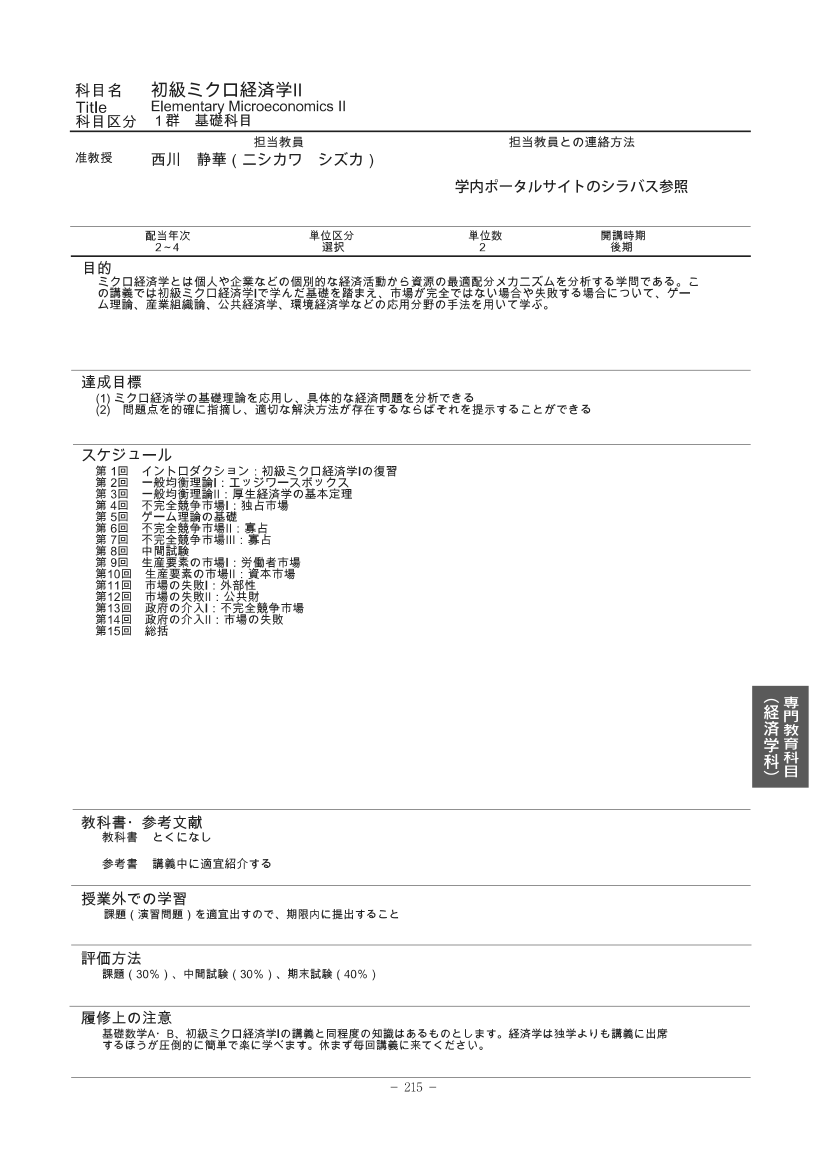 科目名　初級ミクロ経済学II
Title　Elementary Microeconomics II
科目区分　１群　基礎科目
担当教員　担当教員との連絡方法
准教授　西川　静華（ニシカワ　シズカ）
学内ポータルサイトのシラバス参照
配当年次　単位区分　単位数　開講時期
2～4　選択　2　後期
目的
ミクロ経済学とは個人や企業などの個別的な経済活動から資源の最適配分メカニズムを分析する学問である。こ
の講義では初級ミクロ経済学Iで学んだ基礎を踏まえ、市場が完全ではない場合や失敗する場合について、ゲー
ム理論、産業組織論、公共経済学、環境経済学などの応用分野の手法を用いて学ぶ。
達成目標
(1) ミクロ経済学の基礎理論を応用し、具体的な経済問題を分析できる
(2)　問題点を的確に指摘し、適切な解決方法が存在するならばそれを提示することができる
スケジュール
第 1回　イントロダクション：初級ミクロ経済学Iの復習
第 2回　一般均衡理論I：エッジワースボックス
第 3回　一般均衡理論II：厚生経済学の基本定理
第 4回　不完全競争市場I：独占市場
第 5回　ゲーム理論の基礎
第 6回　不完全競争市場II：寡占
第 7回　不完全競争市場III：寡占
第 8回　中間試験
第 9回　生産要素の市場I：労働者市場
第10回　生産要素の市場II：資本市場
第11回　市場の失敗I：外部性
第12回　市場の失敗II：公共財
第13回　政府の介入I：不完全競争市場
第14回　政府の介入II：市場の失敗
第15回　総括
専門教育科目
（経済学科）
教科書・参考文献
教科書　とくになし
参考書　講義中に適宜紹介する
授業外での学習
課題（演習問題）を適宜出すので、期限内に提出すること
評価方法
課題（30％）、中間試験（30％）、期末試験（40％）
履修上の注意
基礎数学A・B、初級ミクロ経済学Iの講義と同程度の知識はあるものとします。経済学は独学よりも講義に出席
するほうが圧倒的に簡単で楽に学べます。休まず毎回講義に来てください。
− 215 −